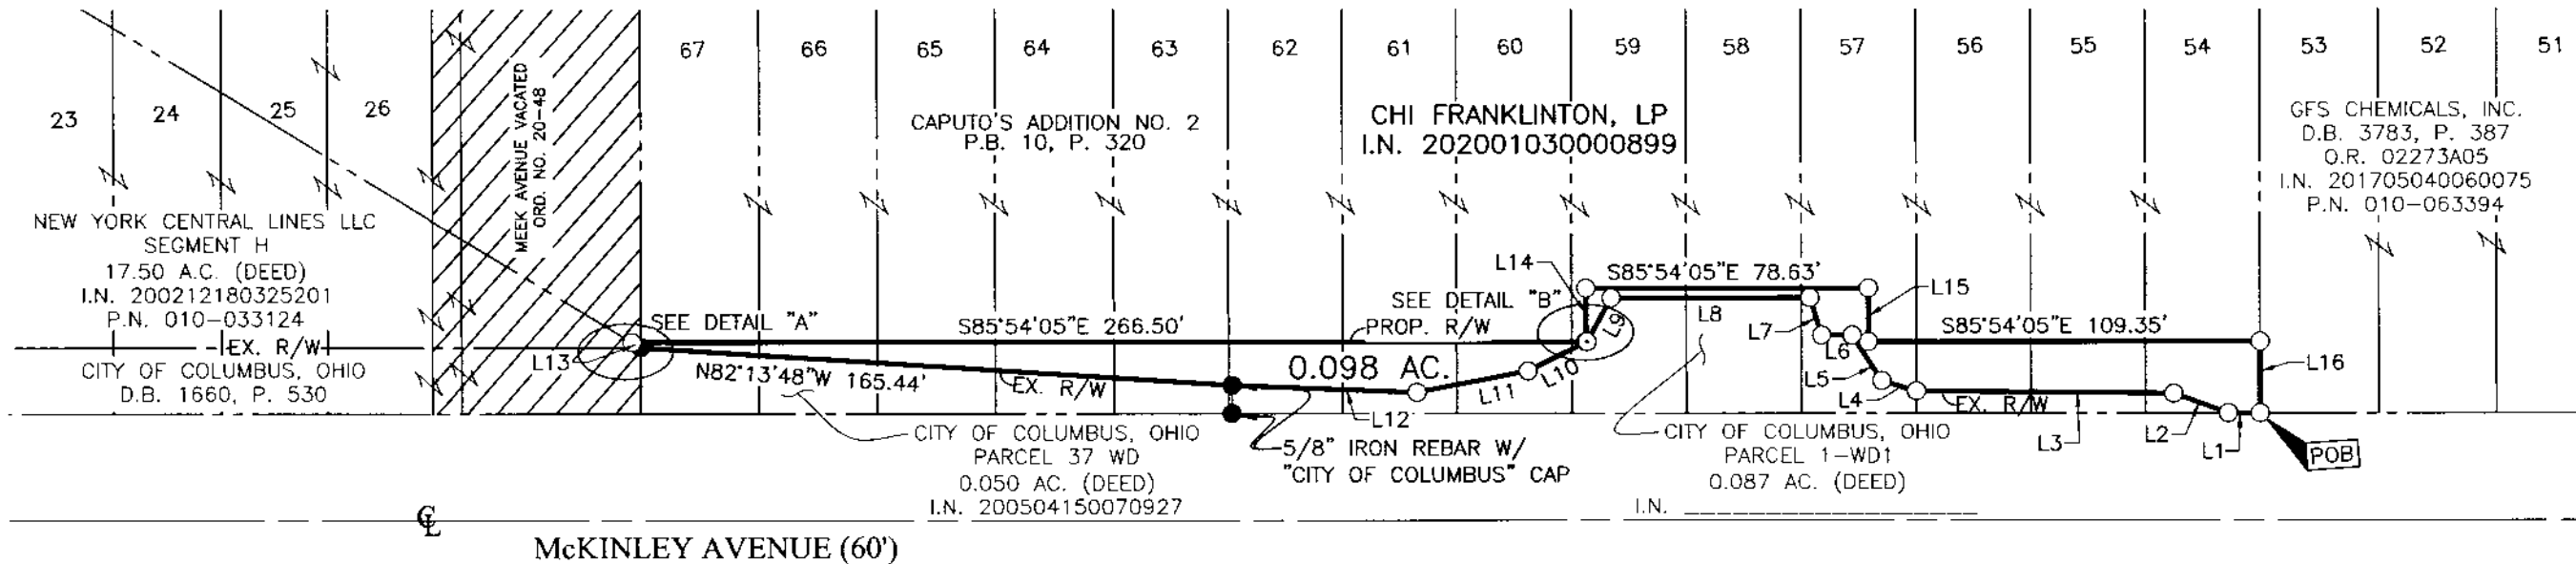 67 66 65 64 63 62 61 60 59 58 57 56 55 54 53 52 51
23 24 25 26
MEEK AVENUE VACATED
ORD. NO. 20-48
CAPUTO'S ADDITION NO. 2
P.B. 10, P. 320
CHI FRANKLINTON, LP
I.N. 202001030000899
GFS CHEMICALS, INC.
D.B. 3783, P. 387
O.R. 02273A05
I.N. 201705040060075
P.N. 010-063394
NEW YORK CENTRAL LINES LLC
SEGMENT H
17.50 A.C. (DEED)
I.N. 200212180325201
P.N. 010-033124
EX. R/W
CITY OF COLUMBUS, OHIO
D.B. 1660, P. 530
L13
SEE DETAIL "A"
S85°54'05"E 266.50'
SEE DETAIL "B"
PROP. R/W
L14
S85°54'05"E 78.63'
L15
L9
L8
L7
L6
S85°54'05"E 109.35'
L16
N82°13'48"W 165.44'
EX. R/W
0.098 AC.
L12
L11
L10
L5
L4
EX. R/W
L3
L2
L1
POB
CITY OF COLUMBUS, OHIO
PARCEL 37 WD
0.050 AC. (DEED)
I.N. 200504150070927
5/8" IRON REBAR W/
"CITY OF COLUMBUS" CAP
CITY OF COLUMBUS, OHIO
PARCEL 1-WD1
0.087 AC. (DEED)
I.N. ____________________
CL
McKINLEY AVENUE (60')